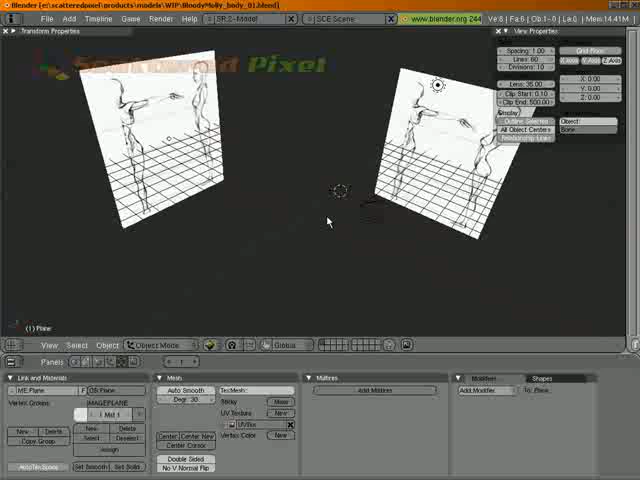 Blender [e:\scatteredpixel\products\models\WIP\BloodyMolly_body_01.blend]
File Add Timeline Game Render Help SR:2-Model SCE:Scene www.blender.org 244 Ve:8 | Fa:6 | Ob:1-0 | La:0 | Mem:14.41M
Transform Properties
View Properties
Pixel
Spacing: 1.00
Lines: 60
Divisions: 10
Grid Floor
X Axis Y Axis Z Axis
Lens: 35.00
Clip Start: 0.10
Clip End: 500.00
X: 0.00
Y: 0.00
Z: 0.00
Display:
Outline Selected
All Object Centers
Relationship Lines
Object:
Bone:
(1) Plane
View Select Object Object Mode Global
Panels 1
Link and Materials
ME:Plane F OB:Plane
Vertex Groups:
IMAGEPLANE
1 Mat 1
New Delete
Copy Group
New Delete
Select Deselect
Assign
AutoTexSpace Set Smooth Set Solid
Mesh
Auto Smooth
Degr: 30
TexMesh:
Sticky Make
UV Texture New
UVTex
Vertex Color New
Center Center New
Center Cursor
Double Sided
No V.Normal Flip
Multires
Add Multires
Modifiers Shapes
Add Modifier To: Plane